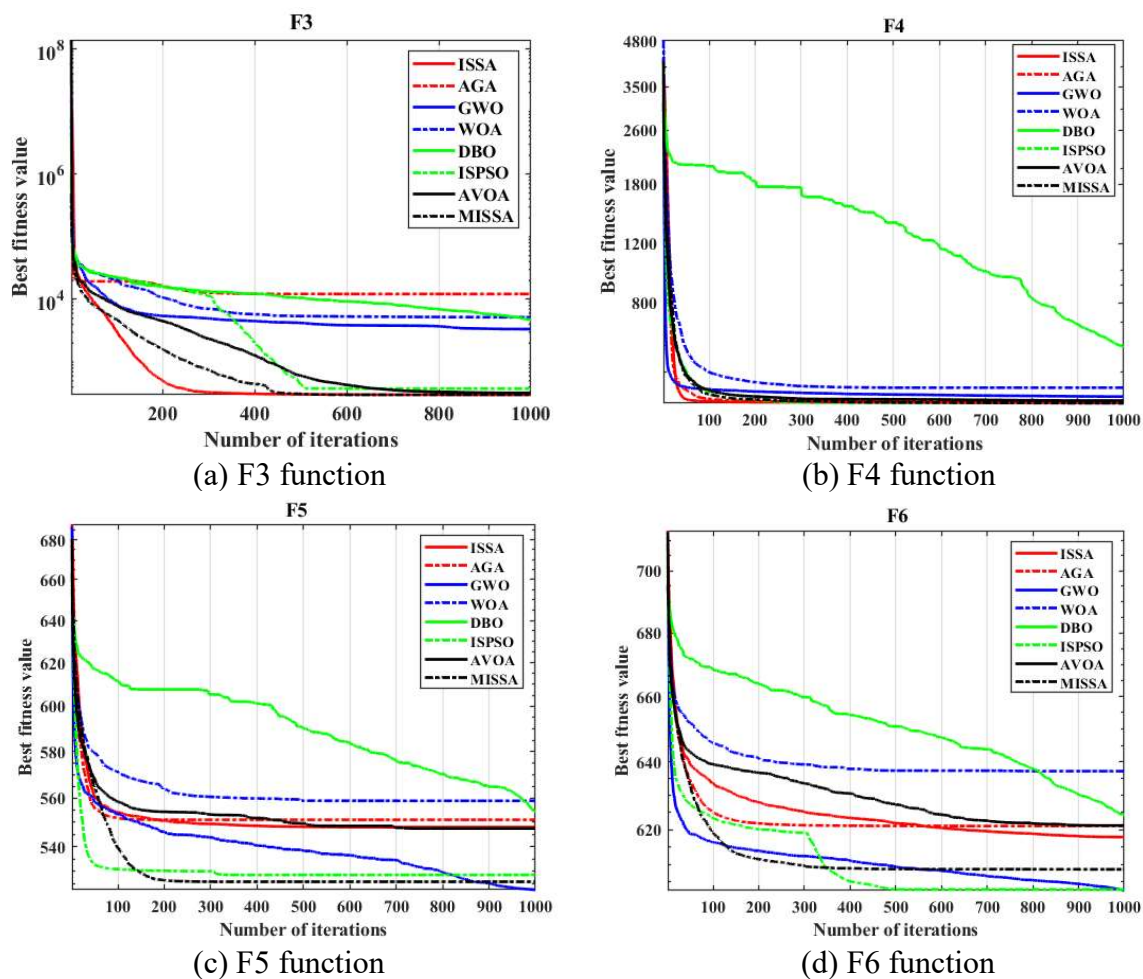 F3
Best fitness value
10^8
10^6
10^4
ISSA
AGA
GWO
WOA
DBO
ISPSO
AVOA
MISSA
200 400 600 800 1000
Number of iterations
(a) F3 function
F4
Best fitness value
4800
3500
2600
1800
1200
800
ISSA
AGA
GWO
WOA
DBO
ISPSO
AVOA
MISSA
100 200 300 400 500 600 700 800 900 1000
Number of iterations
(b) F4 function
F5
Best fitness value
680
660
640
620
600
580
560
540
ISSA
AGA
GWO
WOA
DBO
ISPSO
AVOA
MISSA
100 200 300 400 500 600 700 800 900 1000
Number of iterations
(c) F5 function
F6
Best fitness value
700
680
660
640
620
ISSA
AGA
GWO
WOA
DBO
ISPSO
AVOA
MISSA
100 200 300 400 500 600 700 800 900 1000
Number of iterations
(d) F6 function